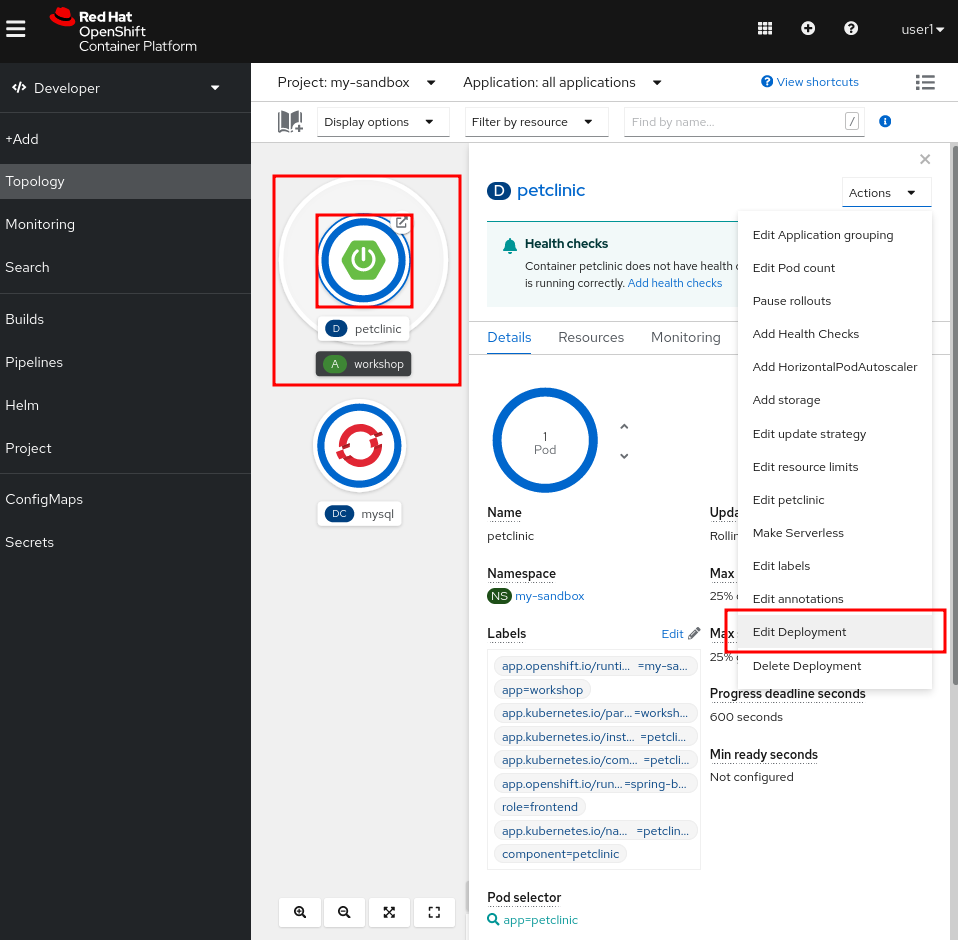 Red Hat
OpenShift
Container Platform
user1
Developer
+Add
Topology
Monitoring
Search
Builds
Pipelines
Helm
Project
ConfigMaps
Secrets
Project: my-sandbox
Application: all applications
View shortcuts
Display options
Filter by resource
Find by name...
/
D petclinic
A workshop
DC mysql
D petclinic
Actions
Health checks
Container petclinic does not have health
is running correctly. Add health checks
Details
Resources
Monitoring
1
Pod
Name
petclinic
Namespace
NS my-sandbox
Labels
Edit
app.openshift.io/runti... =my-sa...
app=workshop
app.kubernetes.io/par...=worksh...
app.kubernetes.io/inst... =petcli...
app.kubernetes.io/com... =petcli...
app.openshift.io/run...=spring-b...
role=frontend
app.kubernetes.io/na... =petclin...
component=petclinic
Pod selector
app=petclinic
Upda
Rollin
Max
25%
Max
25%
Progress deadline seconds
600 seconds
Min ready seconds
Not configured
Edit Application grouping
Edit Pod count
Pause rollouts
Add Health Checks
Add HorizontalPodAutoscaler
Add storage
Edit update strategy
Edit resource limits
Edit petclinic
Make Serverless
Edit labels
Edit annotations
Edit Deployment
Delete Deployment